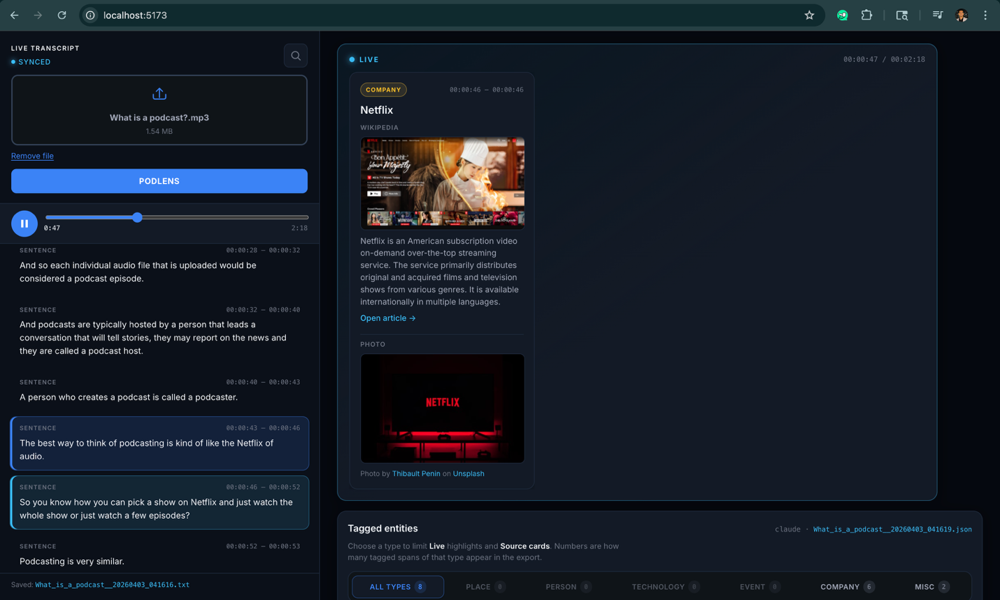 localhost:5173
LIVE TRANSCRIPT
SYNCED
What is a podcast?.mp3
1.54 MB
Remove file
PODLENS
0:47
2:18
SENTENCE
00:00:28 — 00:00:32
And so each individual audio file that is uploaded would be
considered a podcast episode.
SENTENCE
00:00:32 — 00:00:40
And podcasts are typically hosted by a person that leads a
conversation that will tell stories, they may report on the news and
they are called a podcast host.
SENTENCE
00:00:40 — 00:00:43
A person who creates a podcast is called a podcaster.
SENTENCE
00:00:43 — 00:00:46
The best way to think of podcasting is kind of like the Netflix of
audio.
SENTENCE
00:00:46 — 00:00:52
So you know how you can pick a show on Netflix and just watch the
whole show or just watch a few episodes?
SENTENCE
00:00:52 — 00:00:53
Podcasting is very similar.
Saved: What_is_a_podcast__20260403_041616.txt
LIVE
00:00:47 / 00:02:18
COMPANY
00:00:46 — 00:00:46
Netflix
WIKIPEDIA
Bon Appétit,
Your Majesty
Netflix is an American subscription video
on-demand over-the-top streaming
service. The service primarily distributes
original and acquired films and television
shows from various genres. It is available
internationally in multiple languages.
Open article →
PHOTO
NETFLIX
Photo by Thibault Penin on Unsplash
Tagged entities
claude · What_is_a_podcast__20260403_041619.json
Choose a type to limit Live highlights and Source cards. Numbers are how
many tagged spans of that type appear in the export.
ALL TYPES 8
PLACE 0
PERSON 0
TECHNOLOGY 0
EVENT 0
COMPANY 6
MISC 2